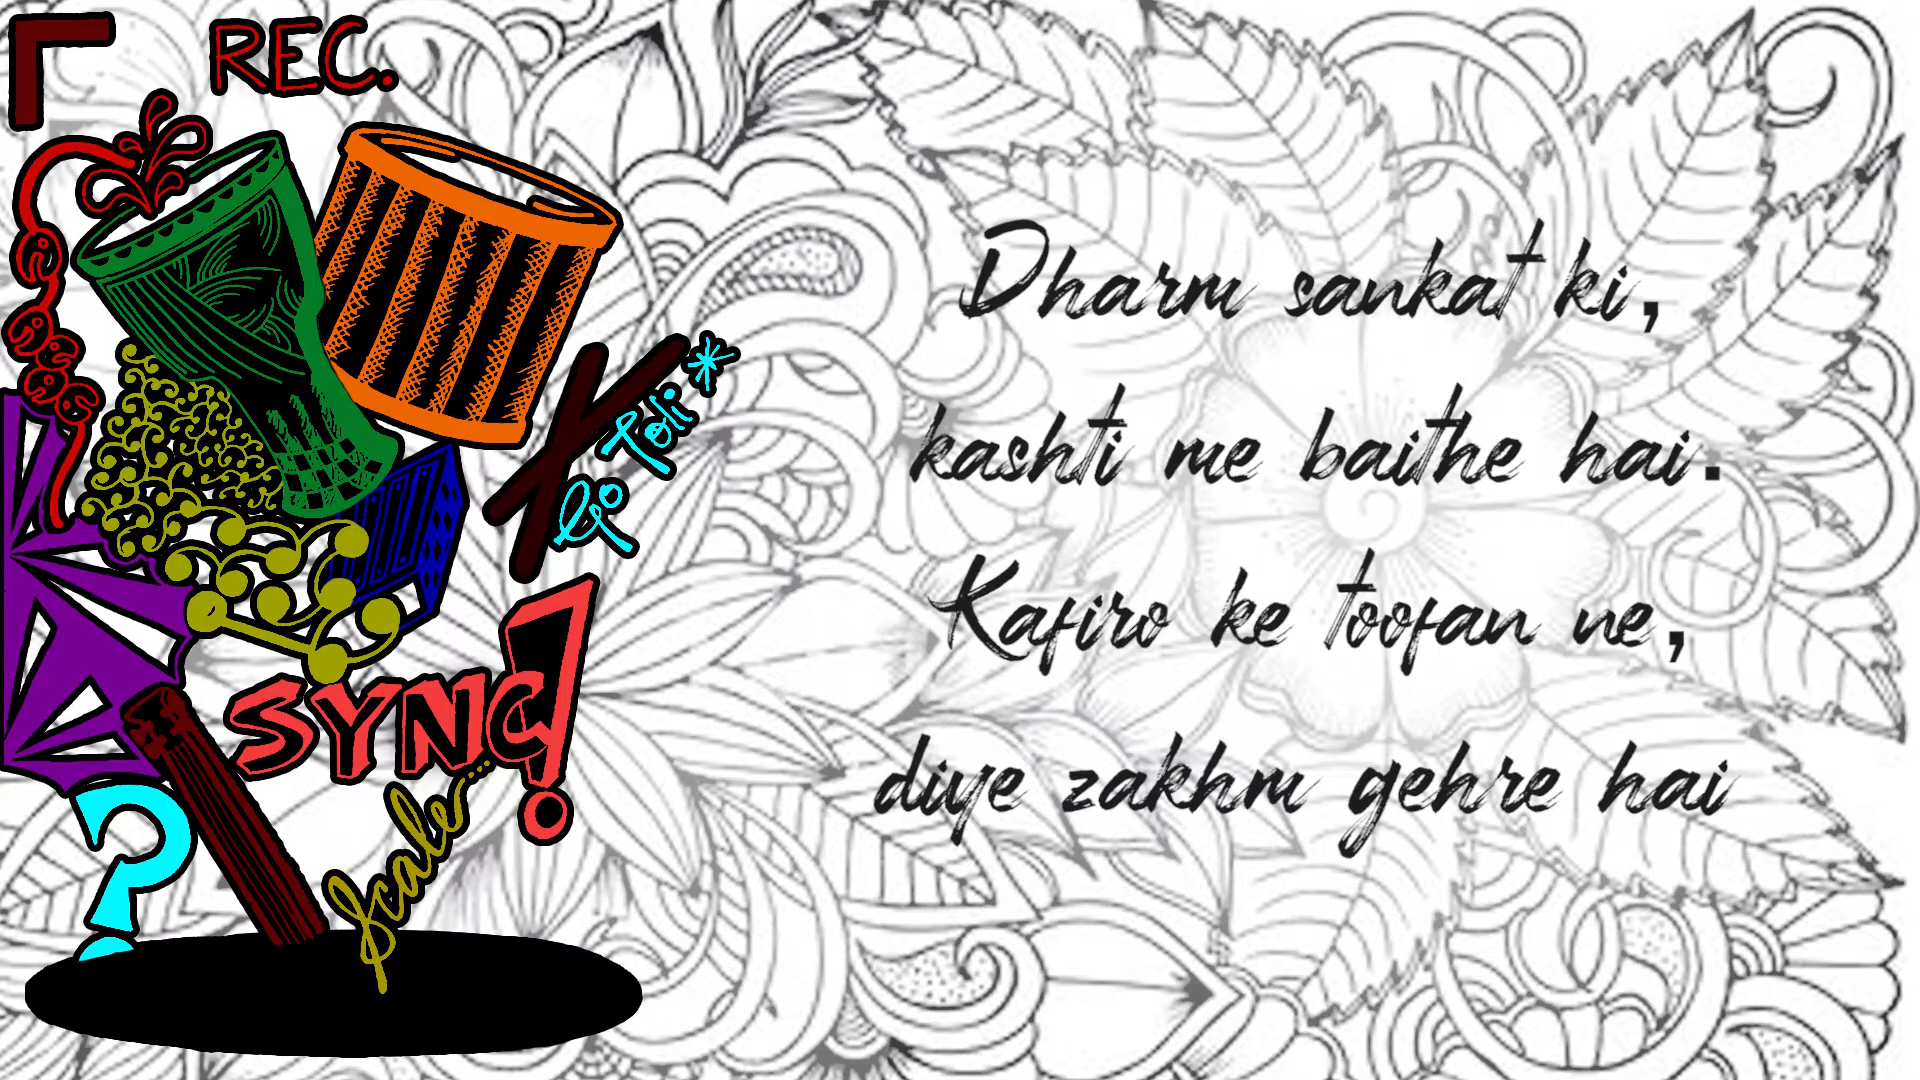 REC.
Go Toli*
SYNC!
Scale...
?
Dharm sankat ki,
kashti me baithe hai.
Kafiro ke toofan ne,
diye zakhm gehre hai